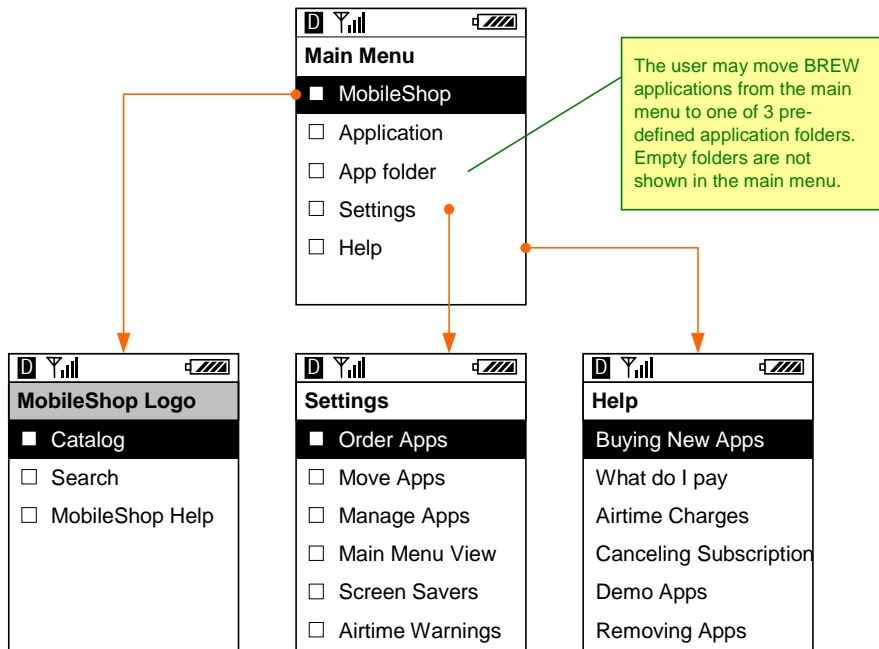 D
Main Menu
MobileShop
Application
App folder
Settings
Help
The user may move BREW
applications from the main
menu to one of 3 pre-
defined application folders.
Empty folders are not
shown in the main menu.
D
MobileShop Logo
Catalog
Search
MobileShop Help
D
Settings
Order Apps
Move Apps
Manage Apps
Main Menu View
Screen Savers
Airtime Warnings
D
Help
Buying New Apps
What do I pay
Airtime Charges
Canceling Subscription
Demo Apps
Removing Apps